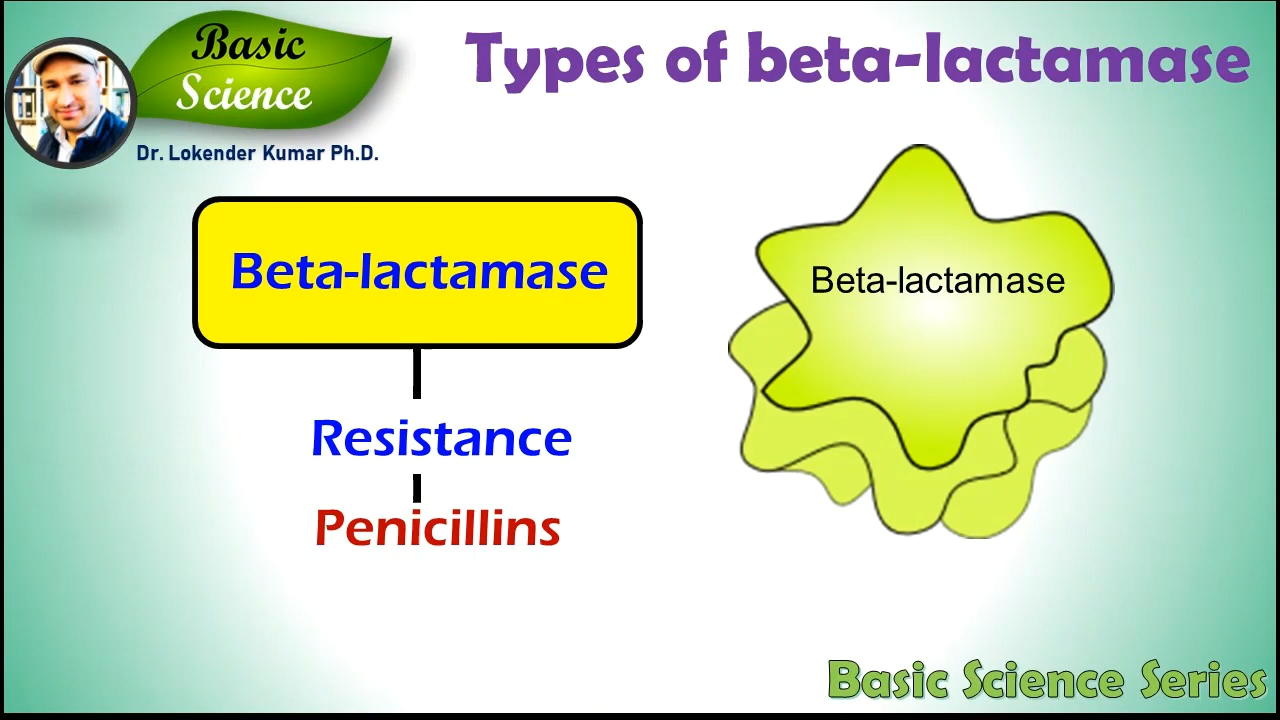 Basic
Science
Dr. Lokender Kumar Ph.D.
Types of beta-lactamase
Beta-lactamase
Resistance
Penicillins
Beta-lactamase
Basic Science Series